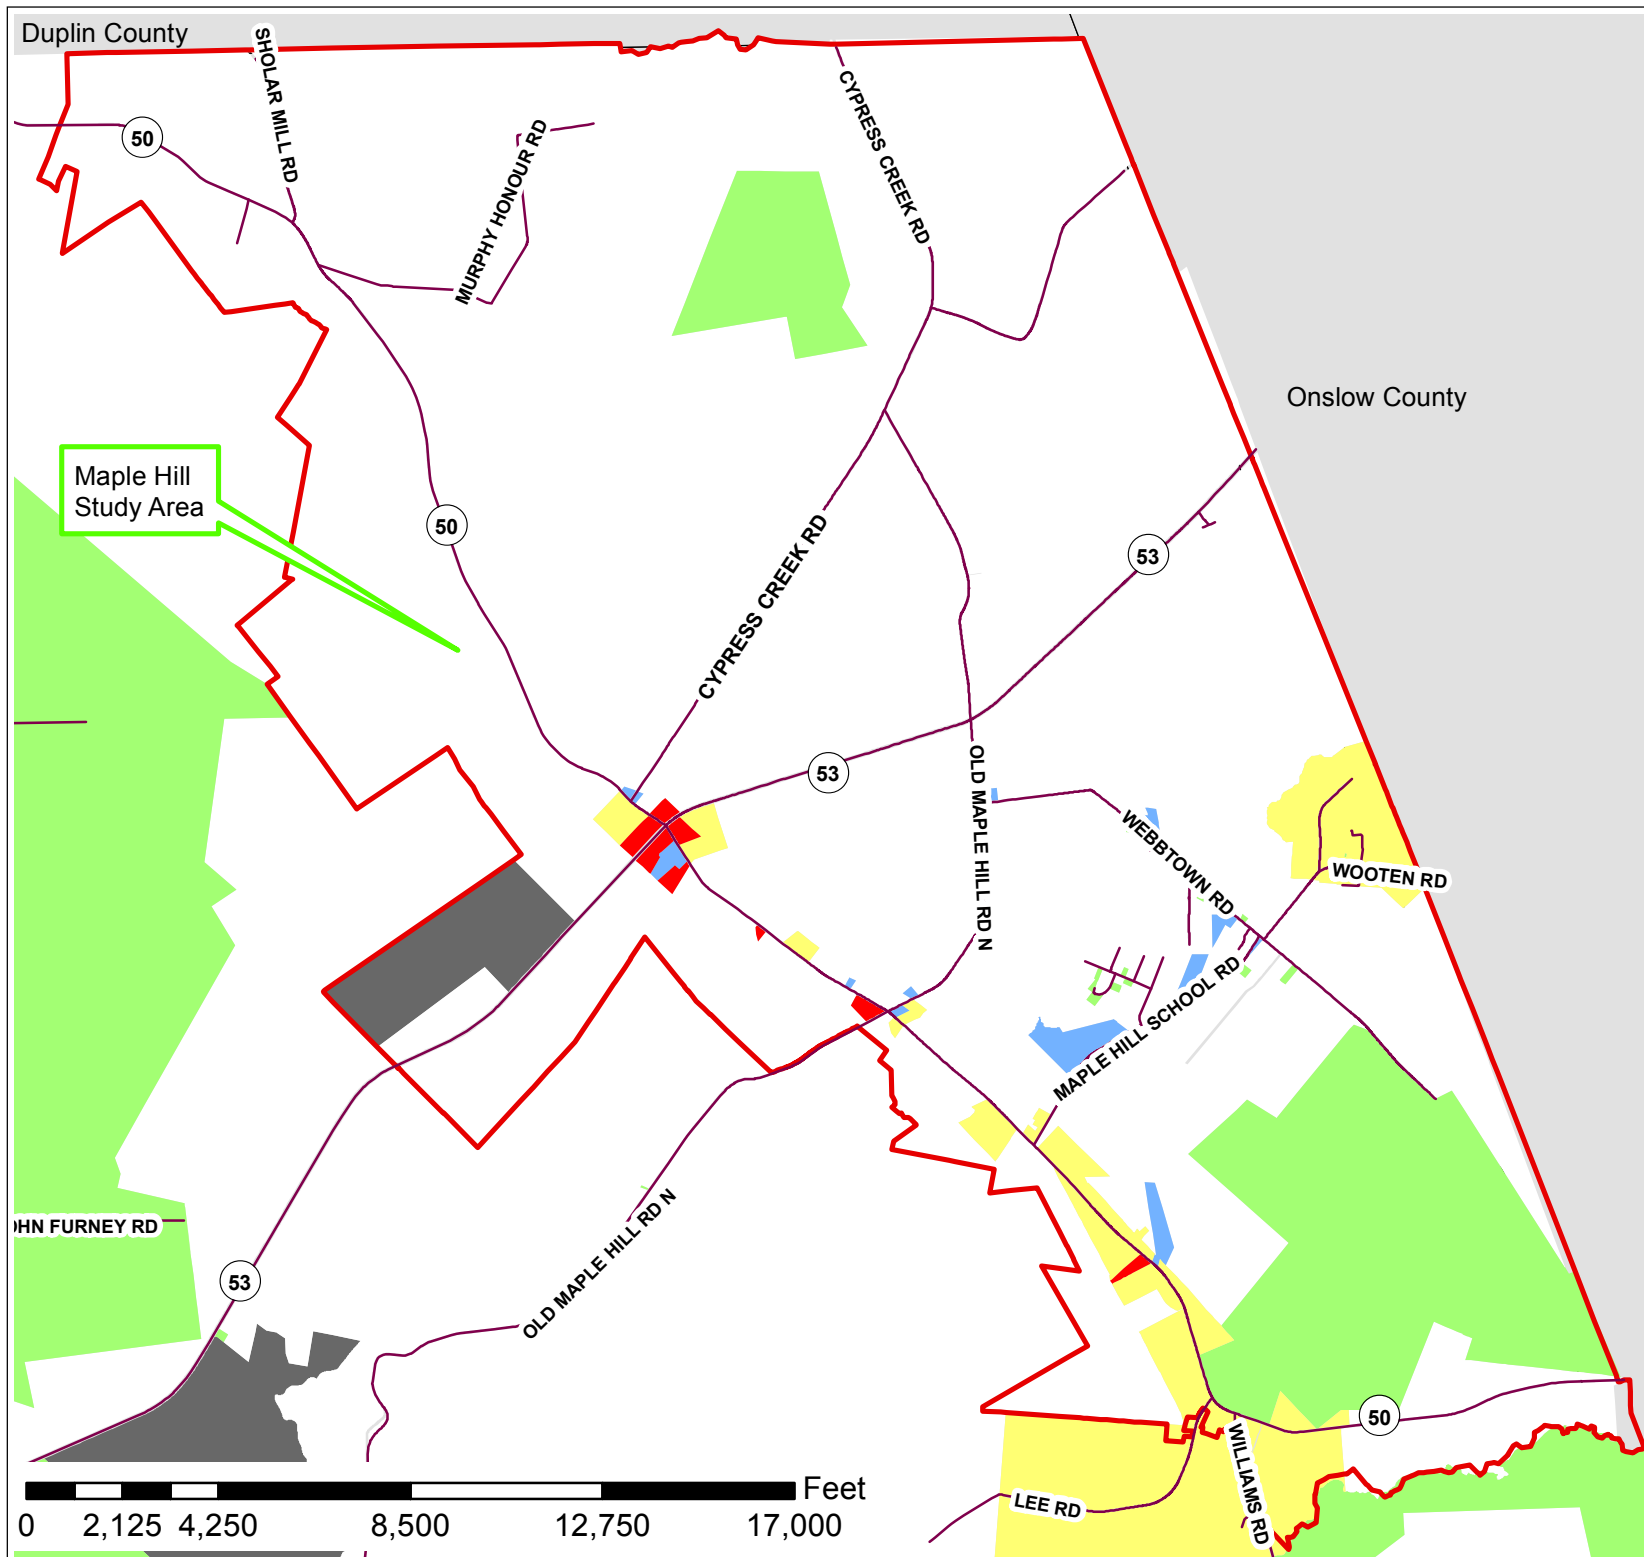 Duplin County
SHOLAR MILL RD
50
MURPHY HONOUR RD
CYPRESS CREEK RD
Onslow County
Maple Hill
Study Area
50
CYPRESS CREEK RD
53
53
OLD MAPLE HILL RD N
WEBBTOWN RD
WOOTEN RD
MAPLE HILL SCHOOL RD
OHN FURNEY RD
53
OLD MAPLE HILL RD N
50
WILLIAMS RD
LEE RD
Feet
0 2,125 4,250 8,500 12,750 17,000